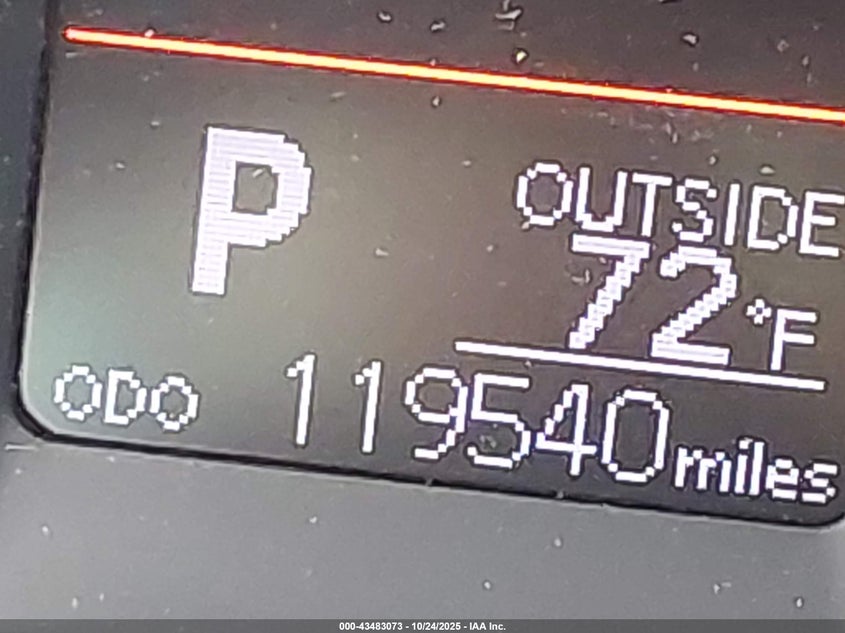 P
OUTSIDE
72°F
ODO 119540 miles
000-43483073 - 10/24/2025 - IAA Inc.